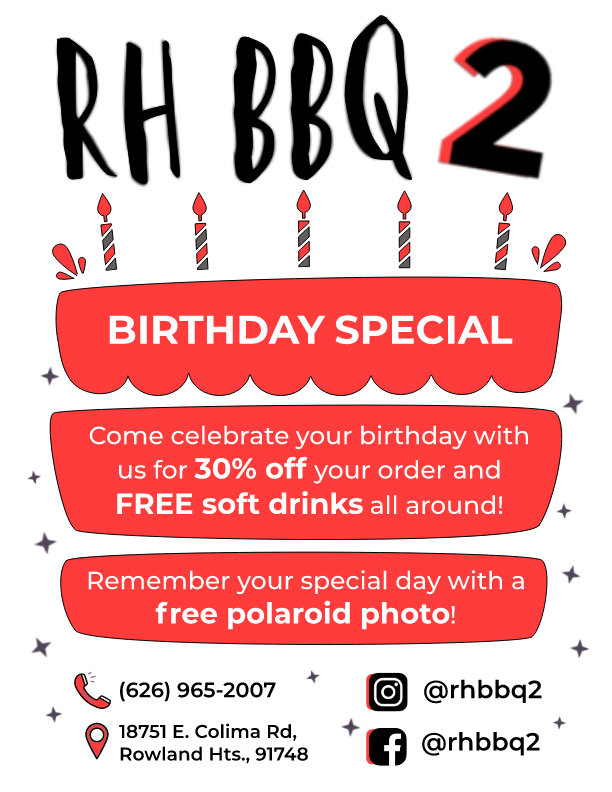 RH BBQ 2
BIRTHDAY SPECIAL
Come celebrate your birthday with
us for 30% off your order and
FREE soft drinks all around!
Remember your special day with a
free polaroid photo!
(626) 965-2007
18751 E. Colima Rd,
Rowland Hts., 91748
@rhbbq2
@rhbbq2